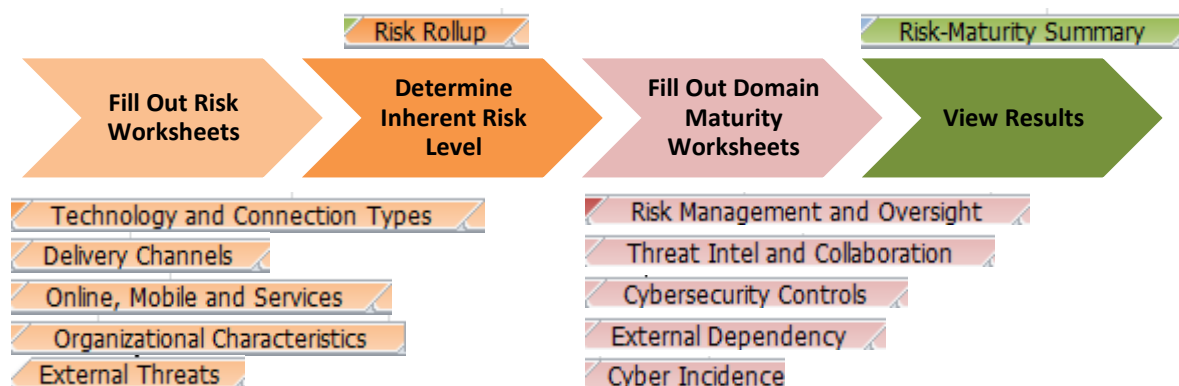 Risk Rollup
Risk-Maturity Summary
Fill Out Risk
Worksheets
Determine
Inherent Risk
Level
Fill Out Domain
Maturity
Worksheets
View Results
Technology and Connection Types
Delivery Channels
Online, Mobile and Services
Organizational Characteristics
External Threats
Risk Management and Oversight
Threat Intel and Collaboration
Cybersecurity Controls
External Dependency
Cyber Incidence